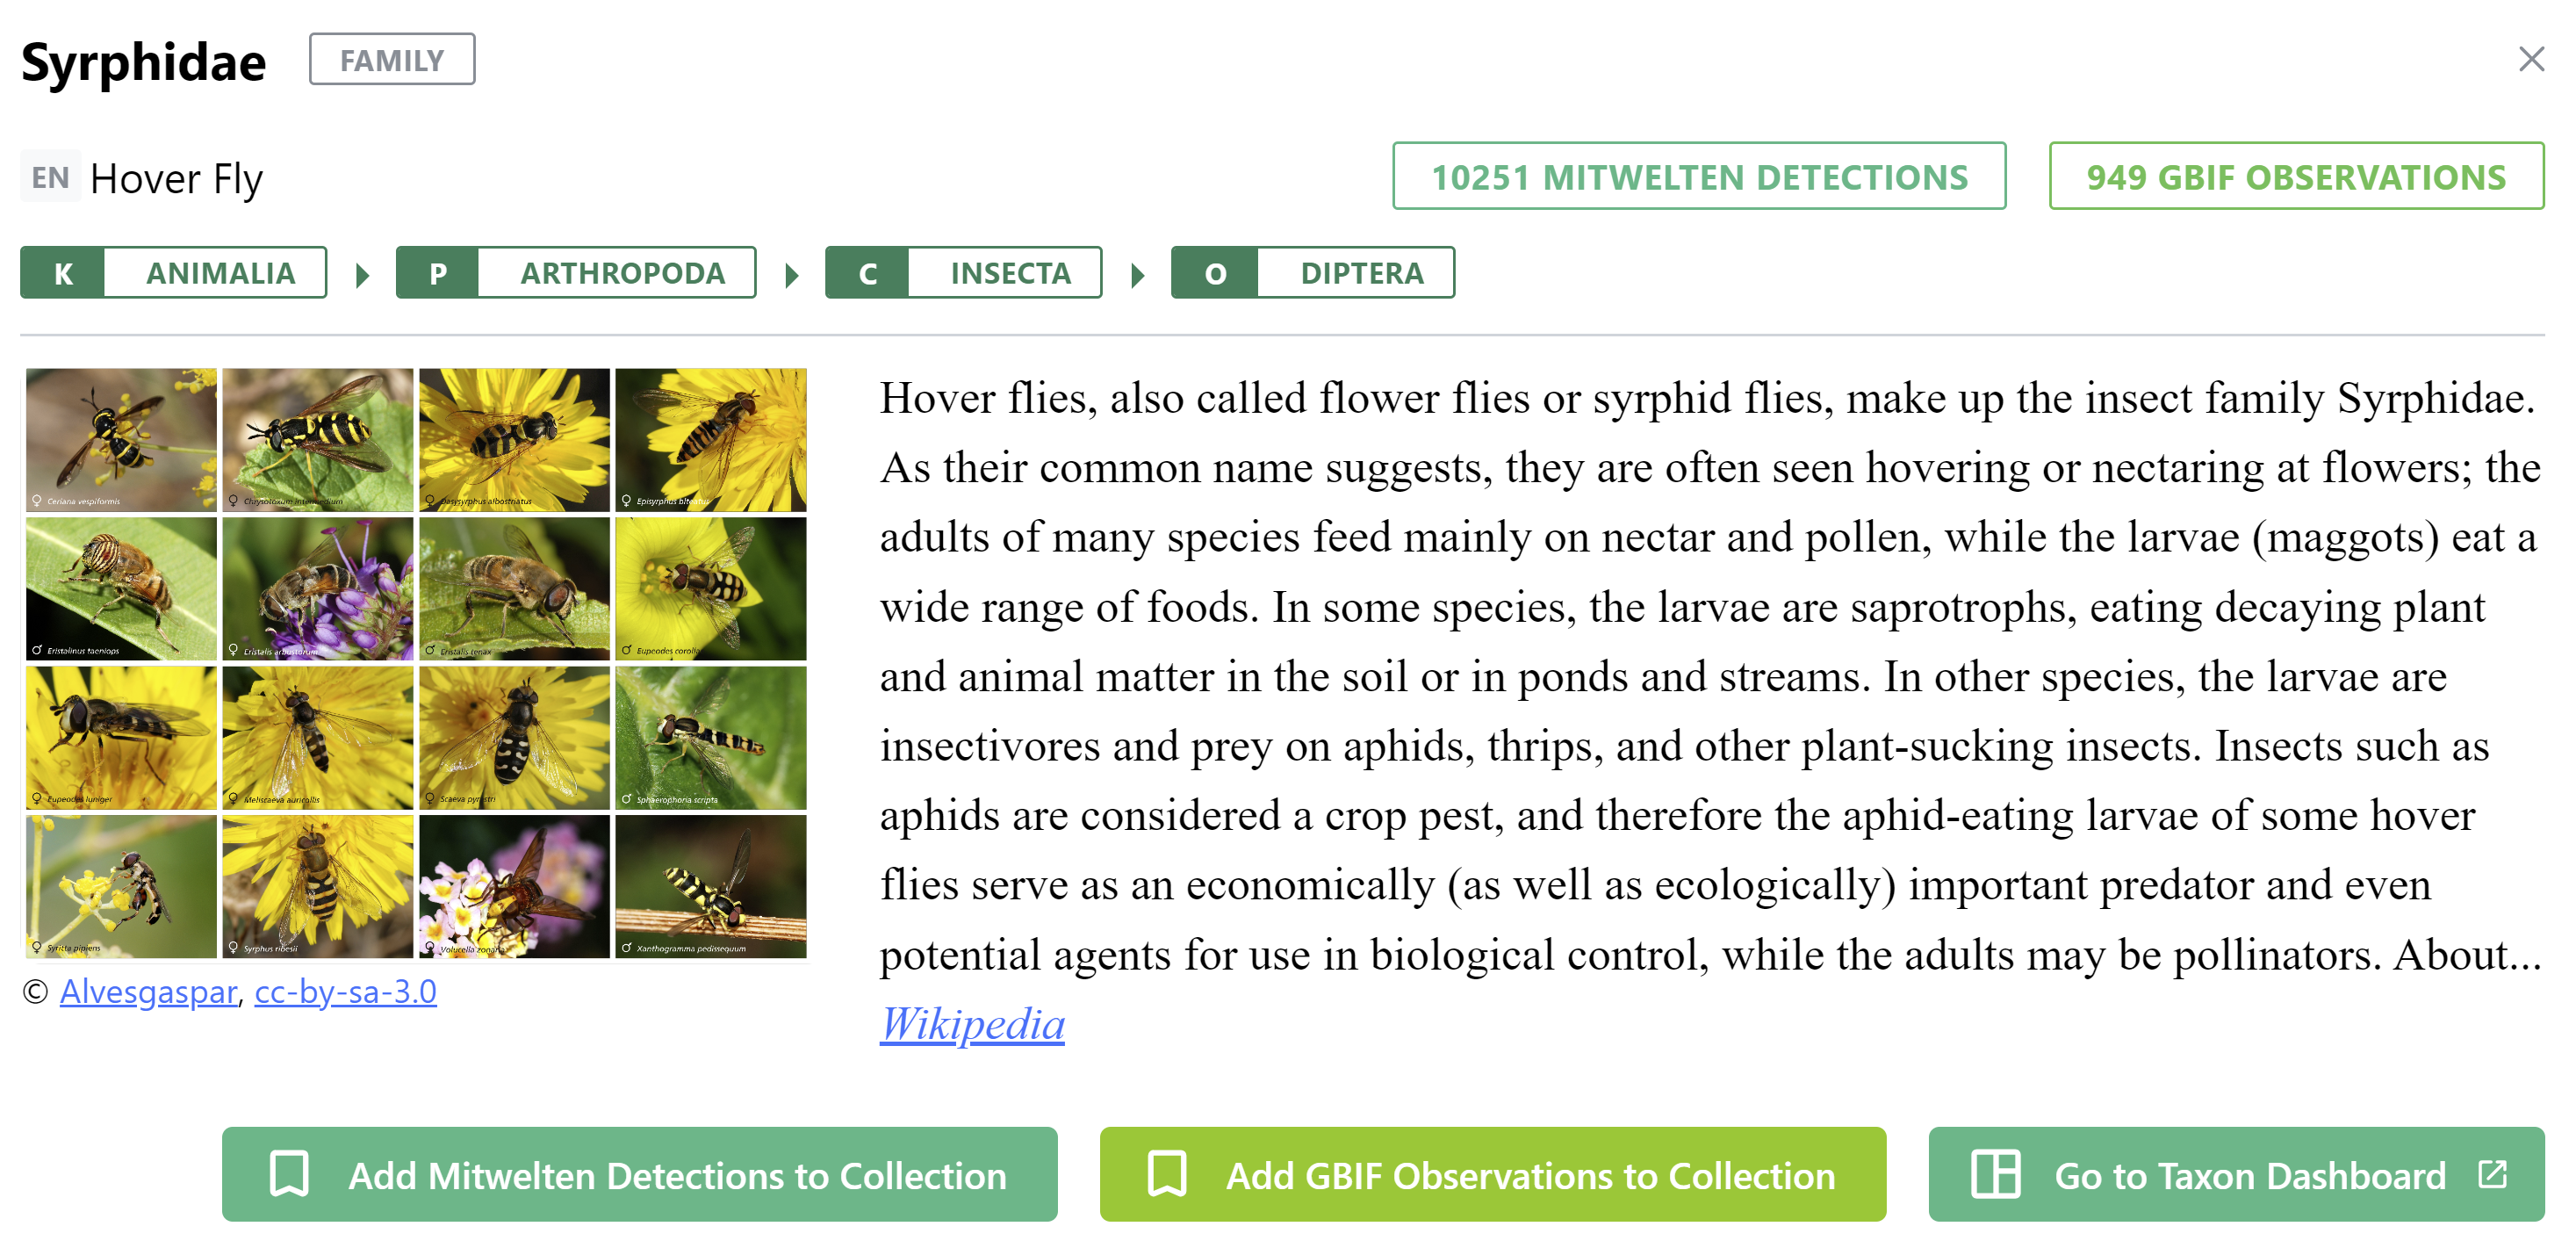 Syrphidae FAMILY
EN Hover Fly 10251 MITWELTEN DETECTIONS 949 GBIF OBSERVATIONS
K ANIMALIA P ARTHROPODA C INSECTA O DIPTERA
Ceriana vespiformis Chrysotoxum intermedium Dasysyrphus albostriatus Episyrphus balteatus
Eristalinus taeniops Eristalis arbustorum Eristalis tenax Eupeodes corollae
Eupeodes luniger Meliscaeva auricollis Scaeva pyrastri Sphaerophoria scripta
Syritta pipiens Syrphus ribesii Volucella zonaria Xanthogramma pedissequum
© Alvesgaspar, cc-by-sa-3.0
Hover flies, also called flower flies or syrphid flies, make up the insect family Syrphidae.
As their common name suggests, they are often seen hovering or nectaring at flowers; the
adults of many species feed mainly on nectar and pollen, while the larvae (maggots) eat a
wide range of foods. In some species, the larvae are saprotrophs, eating decaying plant
and animal matter in the soil or in ponds and streams. In other species, the larvae are
insectivores and prey on aphids, thrips, and other plant-sucking insects. Insects such as
aphids are considered a crop pest, and therefore the aphid-eating larvae of some hover
flies serve as an economically (as well as ecologically) important predator and even
potential agents for use in biological control, while the adults may be pollinators. About...
Wikipedia
Add Mitwelten Detections to Collection Add GBIF Observations to Collection Go to Taxon Dashboard